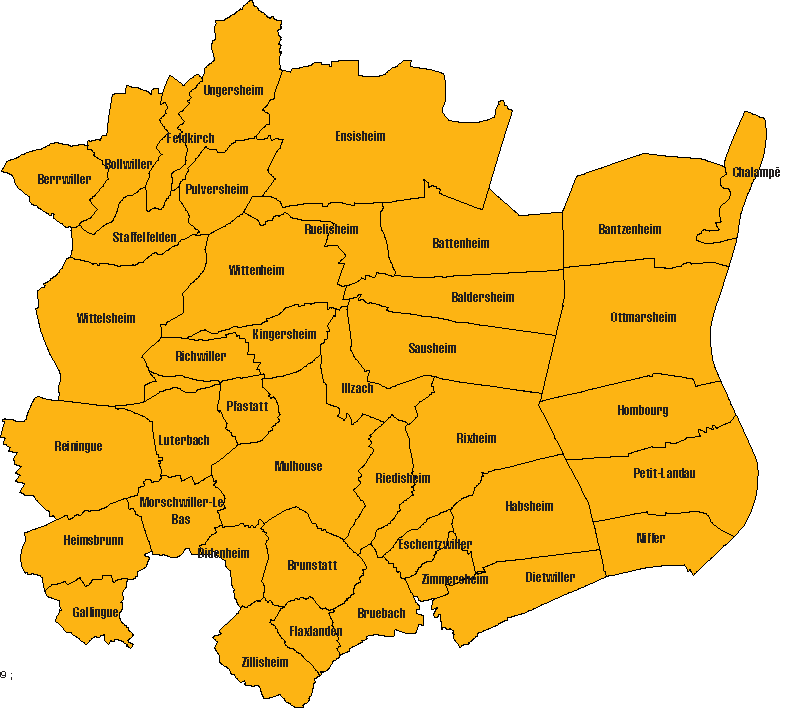 Ungersheim
Ensisheim
Feldkirch
Bollwiller
Chalampé
Berrwiller
Pulversheim
Ruelisheim
Bantzenheim
Staffelfelden
Battenheim
Wittenheim
Baldersheim
Wittelsheim
Ottmarsheim
Kingersheim
Sausheim
Richwiller
Illzach
Pfastatt
Hombourg
Luterbach
Rixheim
Reiningue
Mulhouse
Petit-Landau
Riedisheim
Morschwiller-Le
Bas
Habsheim
Heimsbrunn
Niffer
Eschentzwiller
Didenheim
Brunstatt
Zimmersheim
Dietwiller
Gallingue
Bruebach
Flaxlanden
Zillisheim
9 ;